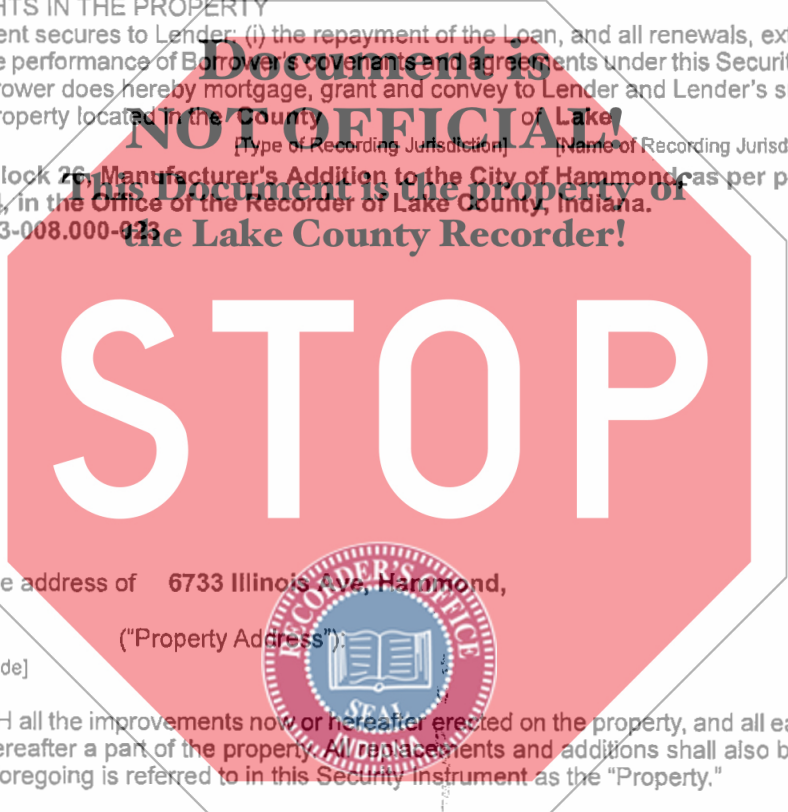 HTS IN THE PROPERTY
ent secures to Lender: (i) the repayment of the Loan, and all renewals, ext
e performance of Borrower's covenants and agreements under this Securit
rower does hereby mortgage, grant and convey to Lender and Lender's s
roperty located in the County of Lake
[Type of Recording Jurisdiction] [Name of Recording Jurisd
lock 26, Manufacturer's Addition to the City of Hammond, as per p
, in the Office of the Recorder of Lake County, Indiana.
3-008.000-023
Document is
NOT OFFICIAL!
This Document is the property of
the Lake County Recorder!
STOP
e address of 6733 Illinois Ave, Hammond,
("Property Address"):
de]
RECORDER'S OFFICE
SEAL
INDIANA
H all the improvements now or hereafter erected on the property, and all ea
ereafter a part of the property. All replacements and additions shall also b
oregoing is referred to in this Security Instrument as the "Property."